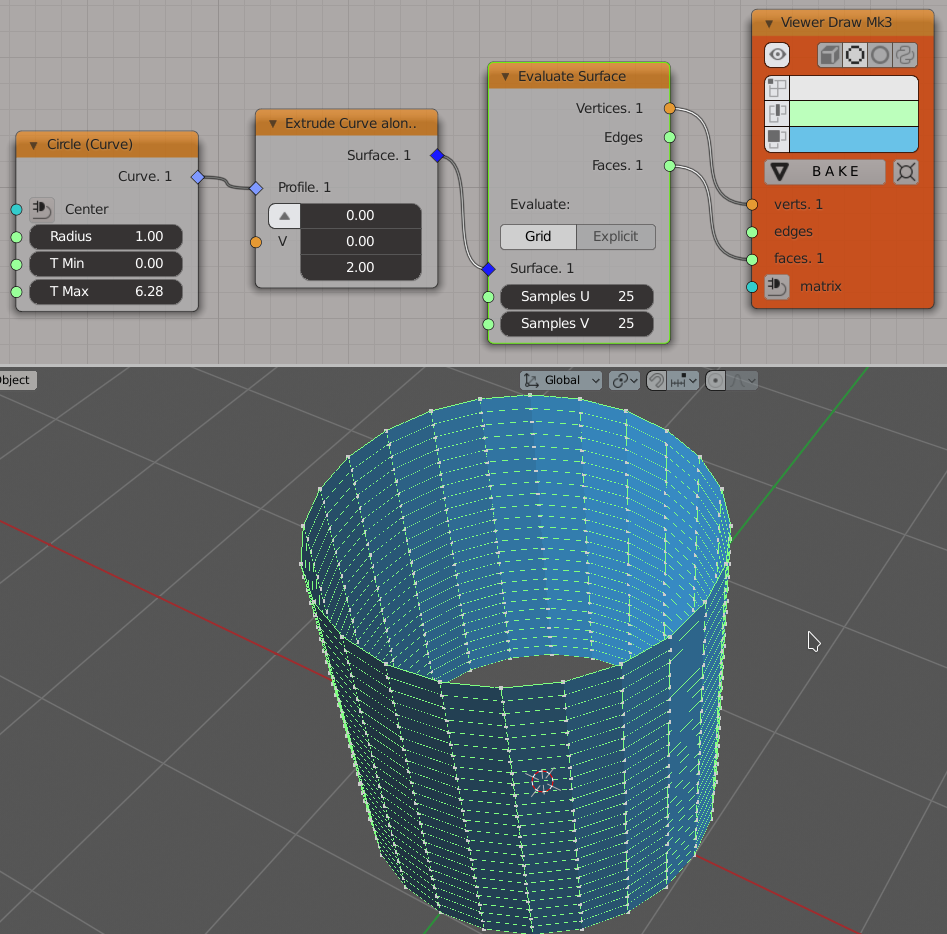 Circle (Curve)
Curve. 1
Center
Radius 1.00
T Min 0.00
T Max 6.28
Extrude Curve alon..
Surface. 1
Profile. 1
0.00
V 0.00
2.00
Evaluate Surface
Vertices. 1
Edges
Faces. 1
Evaluate:
Grid Explicit
Surface. 1
Samples U 25
Samples V 25
Viewer Draw Mk3
BAKE
verts. 1
edges
faces. 1
matrix
bject
Global